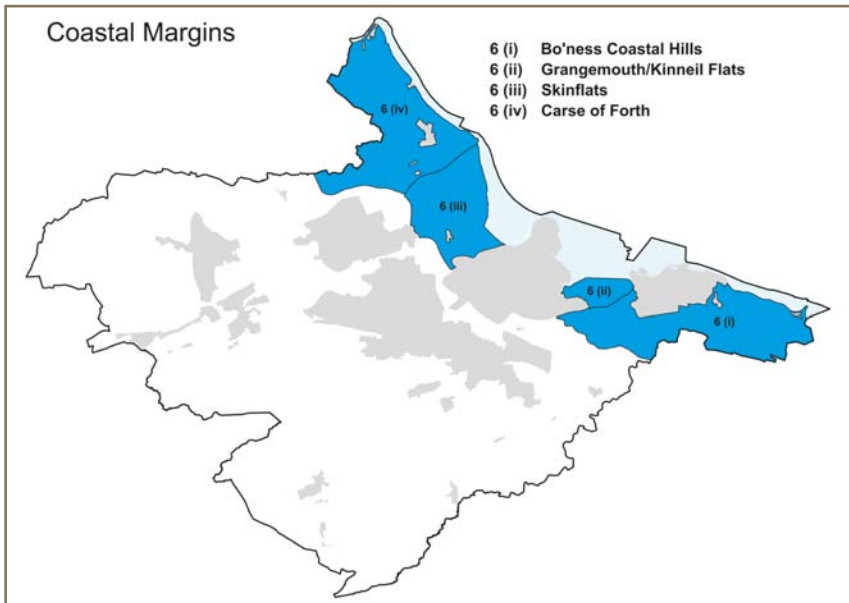 Coastal Margins
6 (i) Bo'ness Coastal Hills
6 (ii) Grangemouth/Kinneil Flats
6 (iii) Skinflats
6 (iv) Carse of Forth
6 (iv)
6 (iii)
6 (ii)
6 (i)